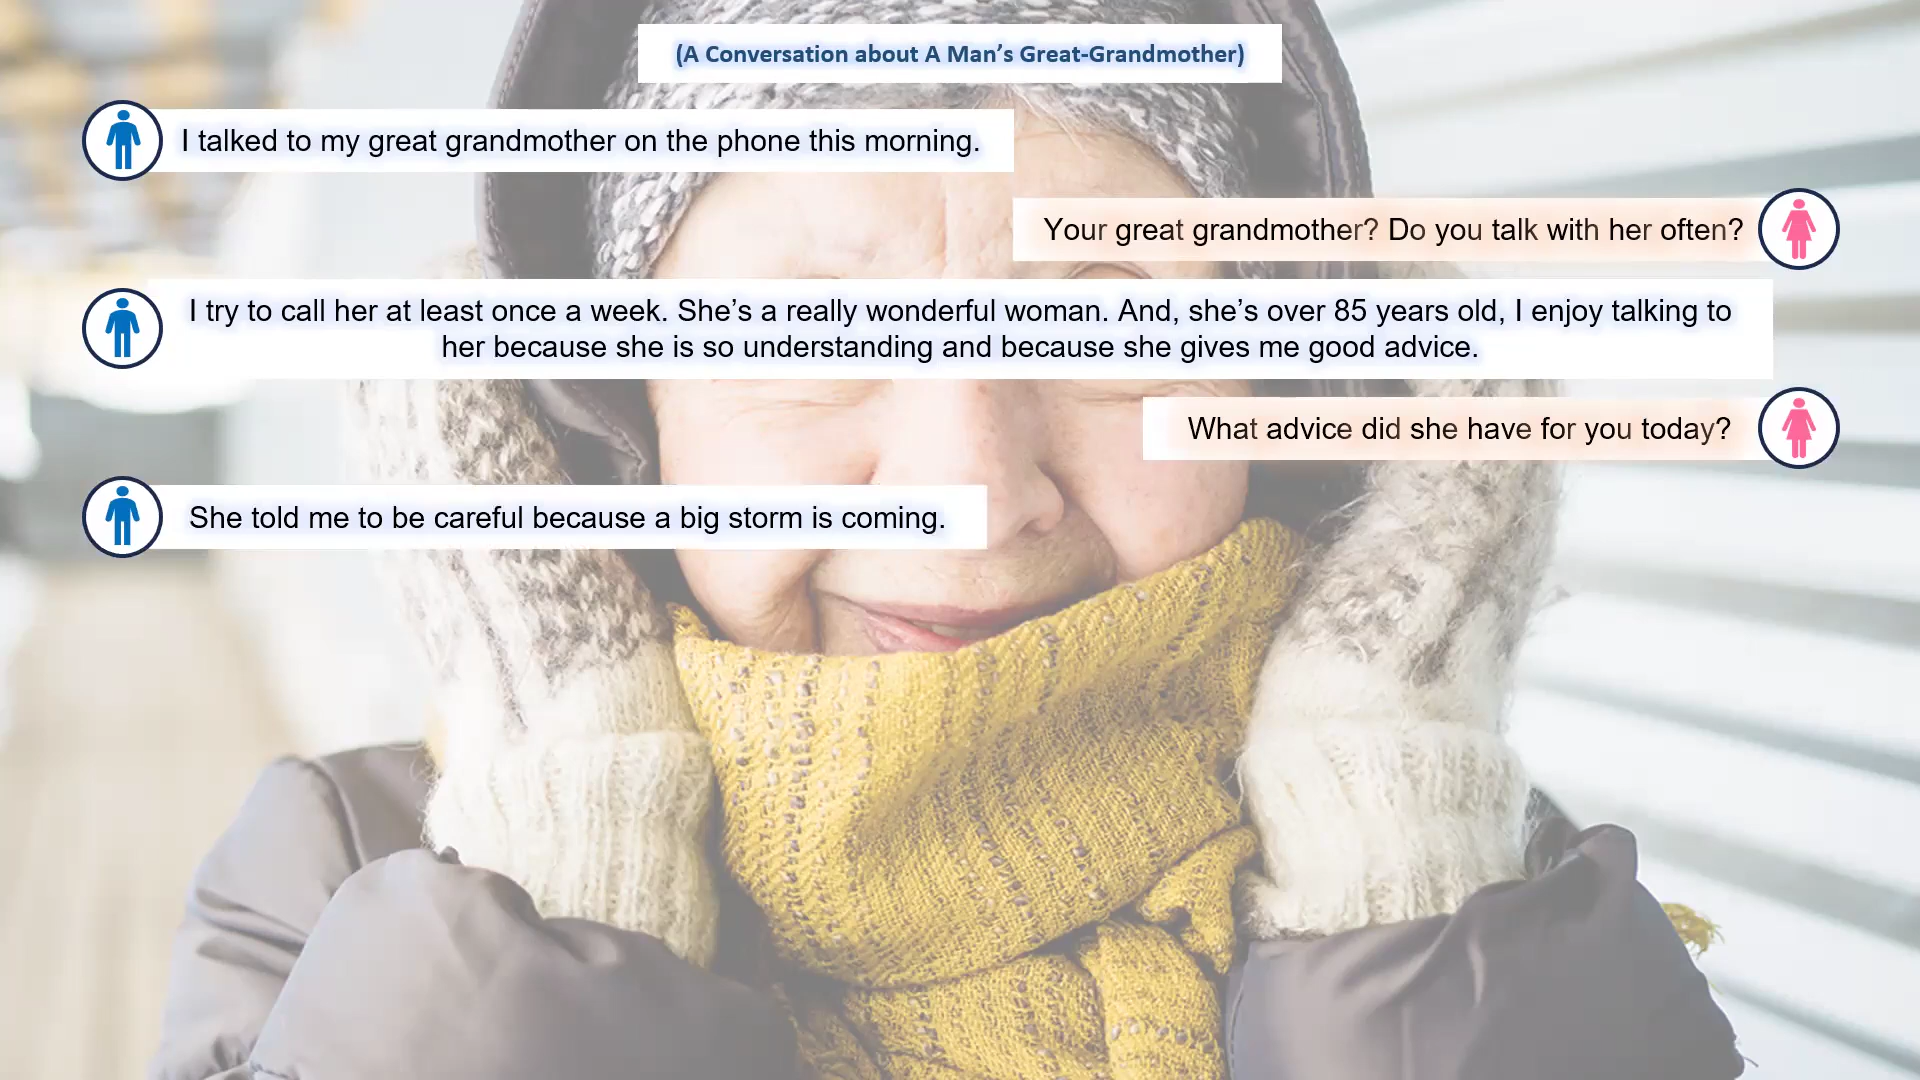 (A Conversation about A Man’s Great-Grandmother)
I talked to my great grandmother on the phone this morning.
Your great grandmother? Do you talk with her often?
I try to call her at least once a week. She’s a really wonderful woman. And, she’s over 85 years old, I enjoy talking to
her because she is so understanding and because she gives me good advice.
What advice did she have for you today?
She told me to be careful because a big storm is coming.